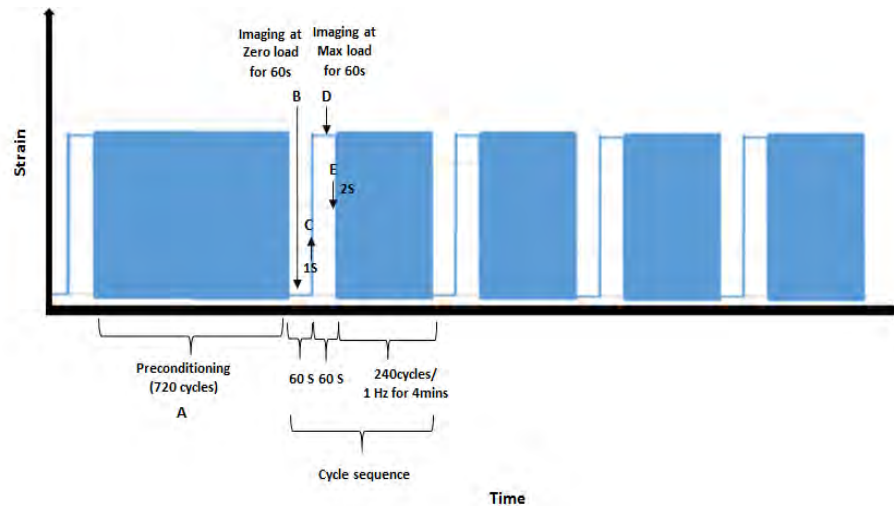 Imaging at
Zero load
for 60s
B
Imaging at
Max load
for 60s
D
Strain
E
2S
C
1S
Preconditioning
(720 cycles)
A
60 S
60 S
240cycles/
1 Hz for 4mins
Cycle sequence
Time